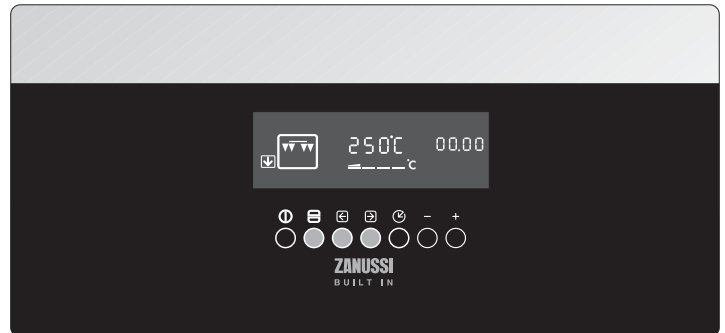 250°C 00.00
°C
− +
ZANUSSI
BUILT IN